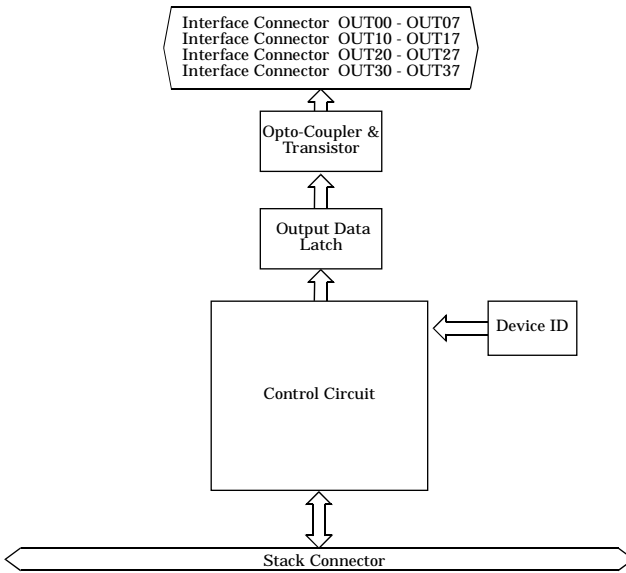 Interface Connector OUT00 - OUT07
Interface Connector OUT10 - OUT17
Interface Connector OUT20 - OUT27
Interface Connector OUT30 - OUT37
Opto-Coupler &
Transistor
Output Data
Latch
Device ID
Control Circuit
Stack Connector